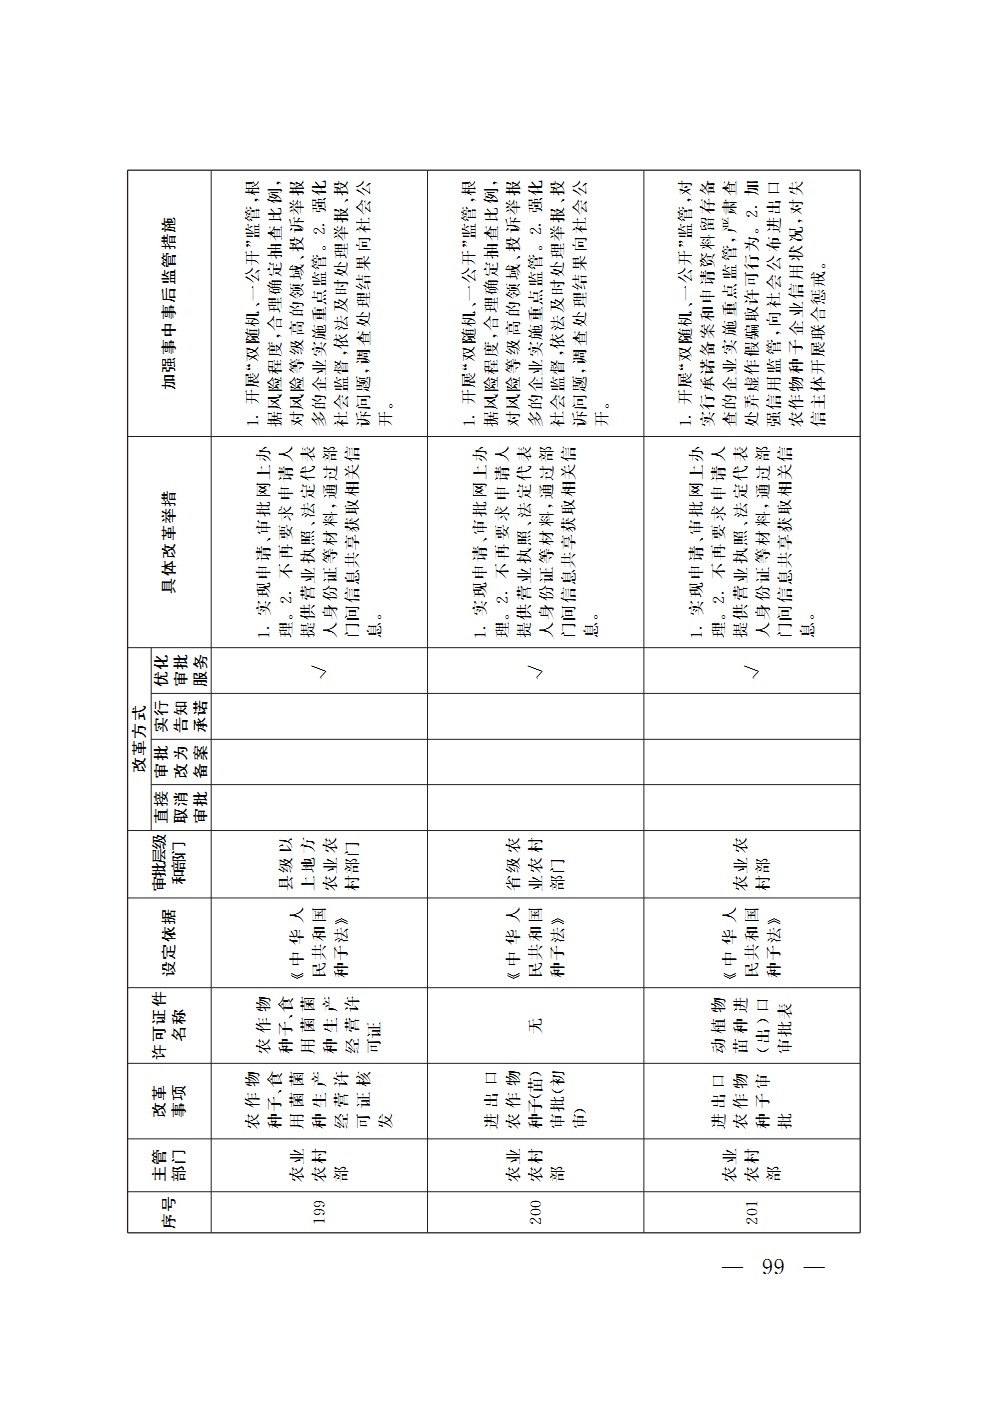 序号
主管
部门
改革
事项
许可证件
名称
设定依据
审批层级
和部门
改革方式
直接
取消
审批
审批
改为
备案
实行
告知
承诺
优化
审批
服务
具体改革举措
加强事中事后监管措施
199
农业
农村
部
农作物
种子、食
用菌菌
种生产
经营许
可证核
发
农作物
种子、食
用菌菌
种生产
经营许
可证
《中华人
民共和国
种子法》
县级以
上地方
农业农
村部门
√
1. 实现申请、审批网上办
理。2. 不再要求申请人
提供营业执照、法定代表
人身份证等材料,通过部
门间信息共享获取相关信
息。
1. 开展“双随机、一公开”监管,根
据风险程度,合理确定抽查比例,
对风险等级高的领域、投诉举报
多的企业实施重点监管。2. 强化
社会监督,依法及时处理举报、投
诉问题,调查处理结果向社会公
开。
200
农业
农村
部
进出口
农作物
种子(苗)
审批(初
审)
无
《中华人
民共和国
种子法》
省级农
业农村
部门
√
1. 实现申请、审批网上办
理。2. 不再要求申请人
提供营业执照、法定代表
人身份证等材料,通过部
门间信息共享获取相关信
息。
1. 开展“双随机、一公开”监管,根
据风险程度,合理确定抽查比例,
对风险等级高的领域、投诉举报
多的企业实施重点监管。2. 强化
社会监督,依法及时处理举报、投
诉问题,调查处理结果向社会公
开。
201
农业
农村
部
进出口
农作物
种子审
批
动植物
苗种进
(出)口
审批表
《中华人
民共和国
种子法》
农业农
村部
√
1. 实现申请、审批网上办
理。2. 不再要求申请人
提供营业执照、法定代表
人身份证等材料,通过部
门间信息共享获取相关信
息。
1. 开展“双随机、一公开”监管,对
实行承诺备案和申请资料留存备
查的企业实施重点监管,严肃查
处弄虚作假骗取许可行为。2. 加
强信用监管,向社会公布进出口
农作物种子企业信用状况,对失
信主体开展联合惩戒。
— 99 —